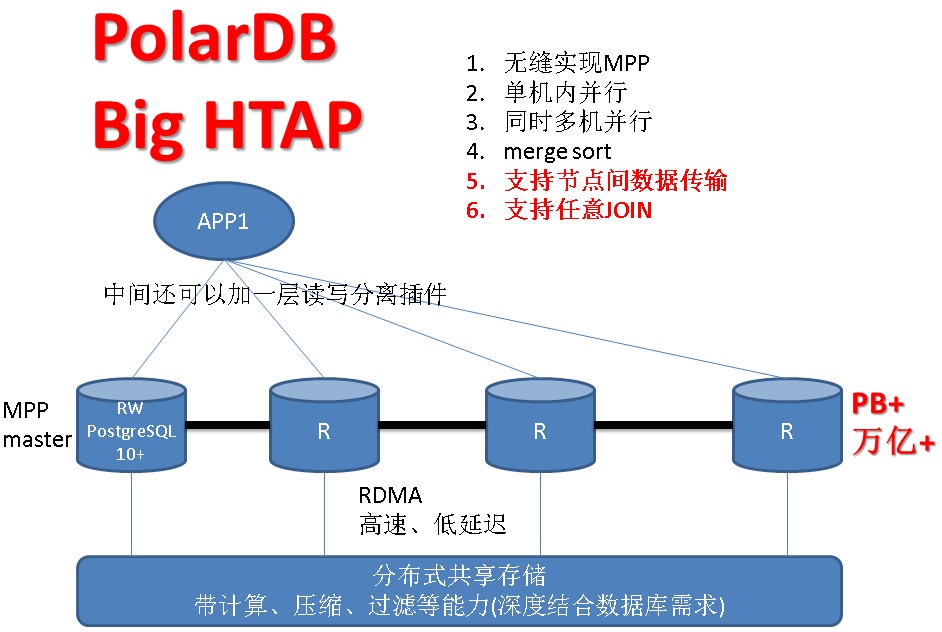 PolarDB
Big HTAP
1. 无缝实现MPP
2. 单机内并行
3. 同时多机并行
4. merge sort
5. 支持节点间数据传输
6. 支持任意JOIN
APP1
中间还可以加一层读写分离插件
MPP
master
RW
PostgreSQL
10+
R
R
R
PB+
万亿+
RDMA
高速、低延迟
分布式共享存储
带计算、压缩、过滤等能力(深度结合数据库需求)